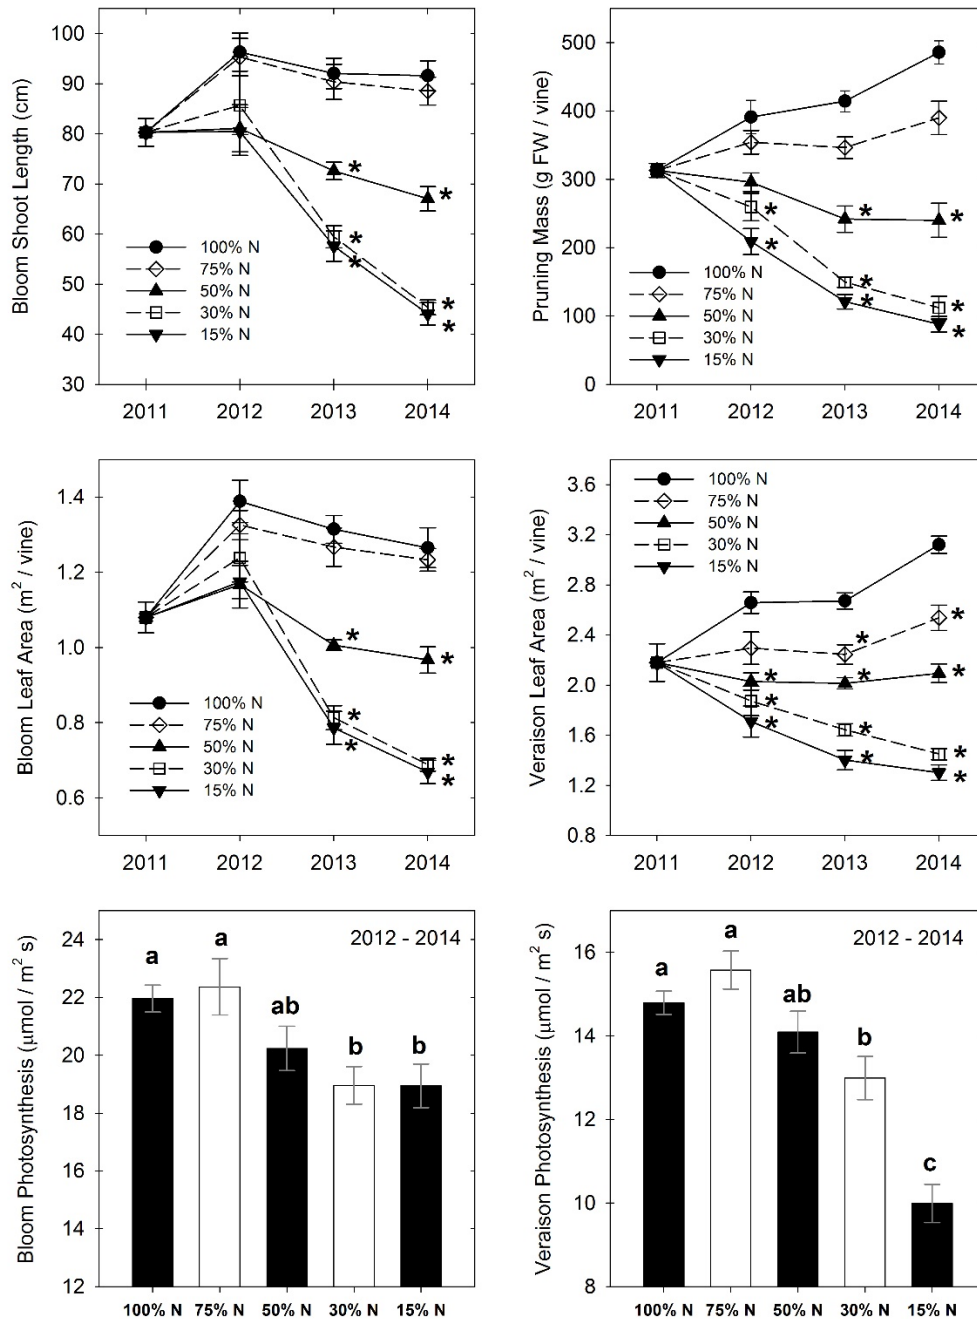 Bloom Shoot Length (cm)
100
90
80
70
60
50
40
30
100% N
75% N
50% N
30% N
15% N
*
*
*
*
*
*
2011 2012 2013 2014
Pruning Mass (g FW / vine)
500
400
300
200
100
0
100% N
75% N
50% N
30% N
15% N
*
*
*
*
*
*
*
*
2011 2012 2013 2014
Bloom Leaf Area (m² / vine)
1.4
1.2
1.0
0.8
0.6
100% N
75% N
50% N
30% N
15% N
*
*
*
*
*
*
2011 2012 2013 2014
Veraison Leaf Area (m² / vine)
3.6
3.2
2.8
2.4
2.0
1.6
1.2
0.8
100% N
75% N
50% N
30% N
15% N
*
*
*
*
*
*
*
*
*
*
2011 2012 2013 2014
Bloom Photosynthesis (μmol / m² s)
24
22
20
18
16
14
12
2012 - 2014
a a ab b b
100% N 75% N 50% N 30% N 15% N
Veraison Photosynthesis (μmol / m² s)
16
14
12
10
8
2012 - 2014
a a ab b c
100% N 75% N 50% N 30% N 15% N